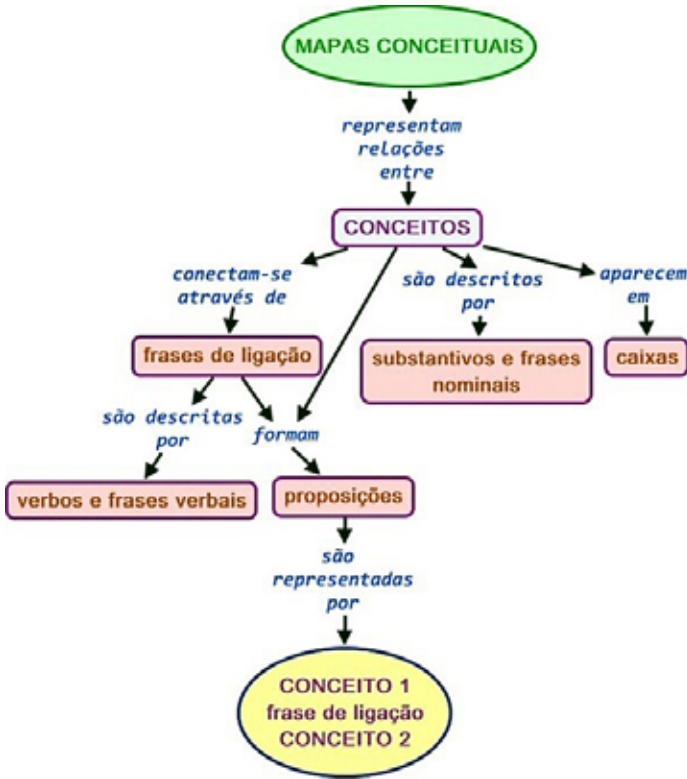 MAPAS CONCEITUAIS
representam
relações
entre
CONCEITOS
conectam-se
através de
são descritos
por
aparecem
em
frases de ligação
substantivos e frases
nominais
caixas
são descritas
por
formam
verbos e frases verbais
proposições
são
representadas
por
CONCEITO 1
frase de ligação
CONCEITO 2